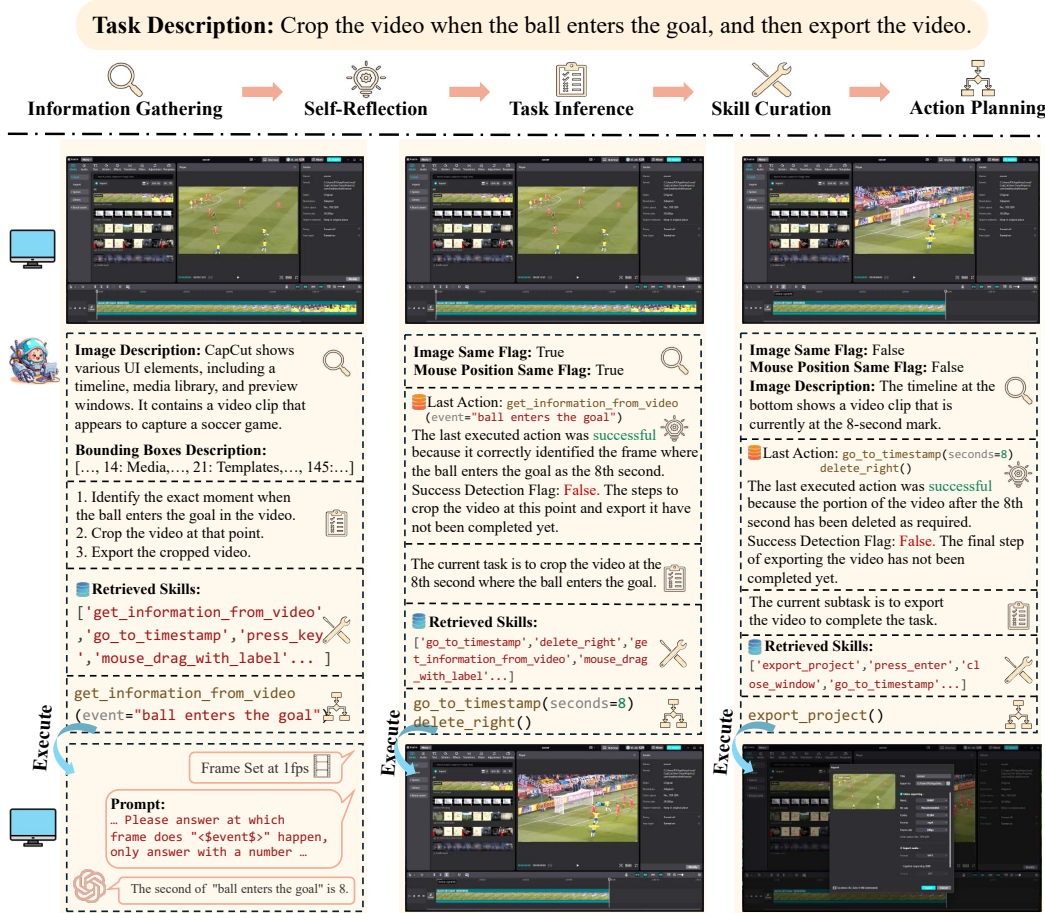 Task Description: Crop the video when the ball enters the goal, and then export the video.
Information Gathering
Self-Reflection
Task Inference
Skill Curation
Action Planning
Image Description: CapCut shows
various UI elements, including a
timeline, media library, and preview
windows. It contains a video clip that
appears to capture a soccer game.
Bounding Boxes Description:
[…, 14: Media,…, 21: Templates,…, 145:…]
1. Identify the exact moment when
the ball enters the goal in the video.
2. Crop the video at that point.
3. Export the cropped video.
Retrieved Skills:
['get_information_from_video'
,'go_to_timestamp','press_key
','mouse_drag_with_label'... ]
get_information_from_video
(event="ball enters the goal")
Execute
Frame Set at 1fps
Prompt:
… Please answer at which
frame does "<$event$>" happen,
only answer with a number …
The second of "ball enters the goal" is 8.
Image Same Flag: True
Mouse Position Same Flag: True
Last Action: get_information_from_video
(event="ball enters the goal")
The last executed action was successful
because it correctly identified the frame where
the ball enters the goal as the 8th second.
Success Detection Flag: False. The steps to
crop the video at this point and export it have
not been completed yet.
The current task is to crop the video at the
8th second where the ball enters the goal.
Retrieved Skills:
['go_to_timestamp','delete_right','ge
t_information_from_video','mouse_drag
_with_label'...]
go_to_timestamp(seconds=8)
delete_right()
Execute
Image Same Flag: False
Mouse Position Same Flag: False
Image Description: The timeline at the
bottom shows a video clip that is
currently at the 8-second mark.
Last Action: go_to_timestamp(seconds=8)
delete_right()
The last executed action was successful
because the portion of the video after the 8th
second has been deleted as required.
Success Detection Flag: False. The final step
of exporting the video has not been
completed yet.
The current subtask is to export
the video to complete the task.
Retrieved Skills:
['export_project','press_enter','cl
ose_window','go_to_timestamp'...]
export_project()
Execute